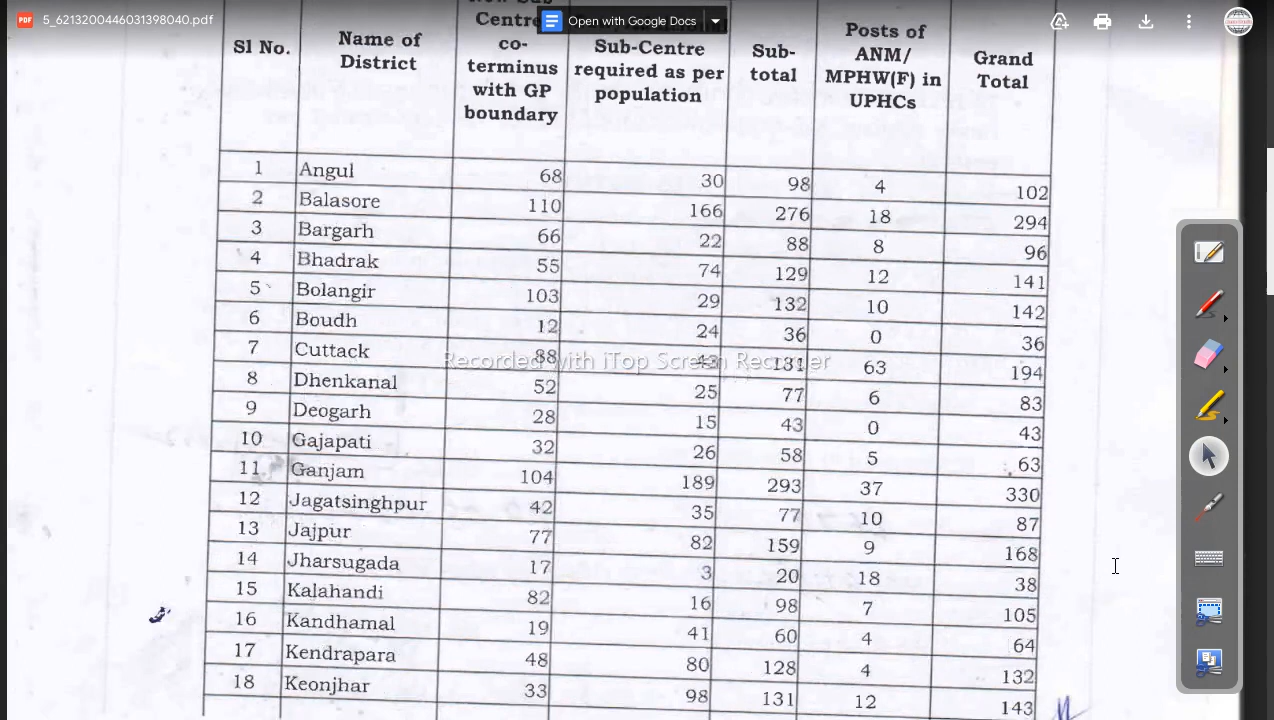 5_6213200446031398040.pdf
Open with Google Docs
Sl No.
Name of
District
Centre
co-
terminus
with GP
boundary
Sub-Centre
required as per
population
Sub-
total
Posts of
ANM/
MPHW(F) in
UPHCs
Grand
Total
1 Angul 68 30 98 4 102
2 Balasore 110 166 276 18 294
3 Bargarh 66 22 88 8 96
4 Bhadrak 55 74 129 12 141
5 Bolangir 103 29 132 10 142
6 Boudh 12 24 36 0 36
7 Cuttack 88 43 131 63 194
Recorded with iTop Screen Recorder
8 Dhenkanal 52 25 77 6 83
9 Deogarh 28 15 43 0 43
10 Gajapati 32 26 58 5 63
11 Ganjam 104 189 293 37 330
12 Jagatsinghpur 42 35 77 10 87
13 Jajpur 77 82 159 9 168
14 Jharsugada 17 3 20 18 38
15 Kalahandi 82 16 98 7 105
16 Kandhamal 19 41 60 4 64
17 Kendrapara 48 80 128 4 132
18 Keonjhar 33 98 131 12 143